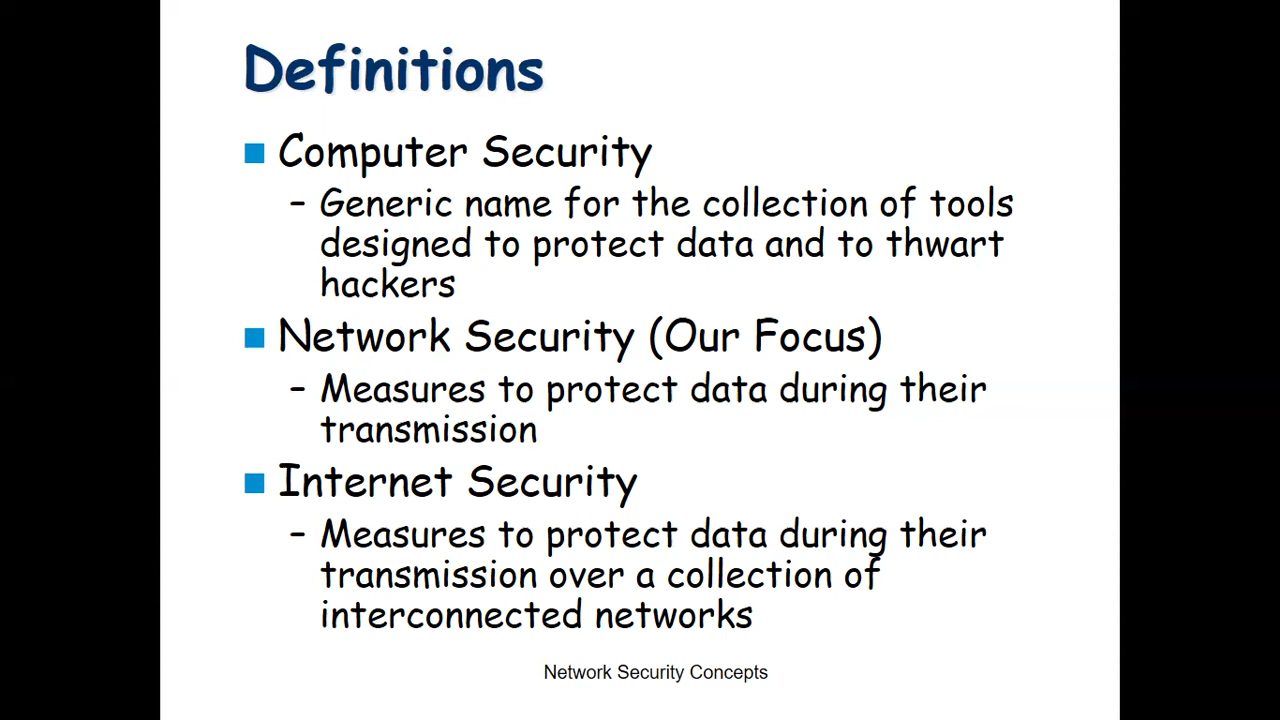 Definitions
Computer Security
– Generic name for the collection of tools
designed to protect data and to thwart
hackers
Network Security (Our Focus)
– Measures to protect data during their
transmission
Internet Security
– Measures to protect data during their
transmission over a collection of
interconnected networks
Network Security Concepts